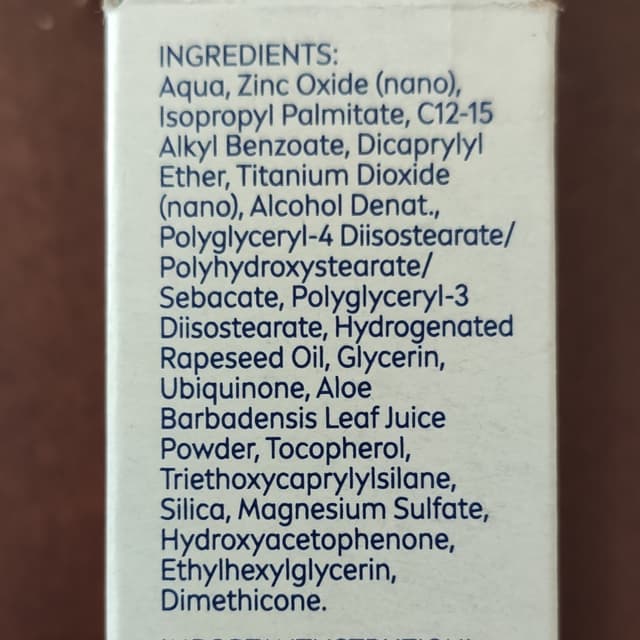 INGREDIENTS:
Aqua, Zinc Oxide (nano),
Isopropyl Palmitate, C12-15
Alkyl Benzoate, Dicaprylyl
Ether, Titanium Dioxide
(nano), Alcohol Denat.,
Polyglyceryl-4 Diisostearate/
Polyhydroxystearate/
Sebacate, Polyglyceryl-3
Diisostearate, Hydrogenated
Rapeseed Oil, Glycerin,
Ubiquinone, Aloe
Barbadensis Leaf Juice
Powder, Tocopherol,
Triethoxycaprylylsilane,
Silica, Magnesium Sulfate,
Hydroxyacetophenone,
Ethylhexylglycerin,
Dimethicone.